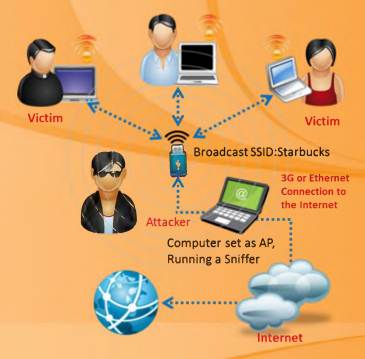 Victim
Victim
Broadcast SSID:Starbucks
3G or Ethernet
Connection to
the Internet
Attacker
@
Computer set as AP,
Running a Sniffer
Internet